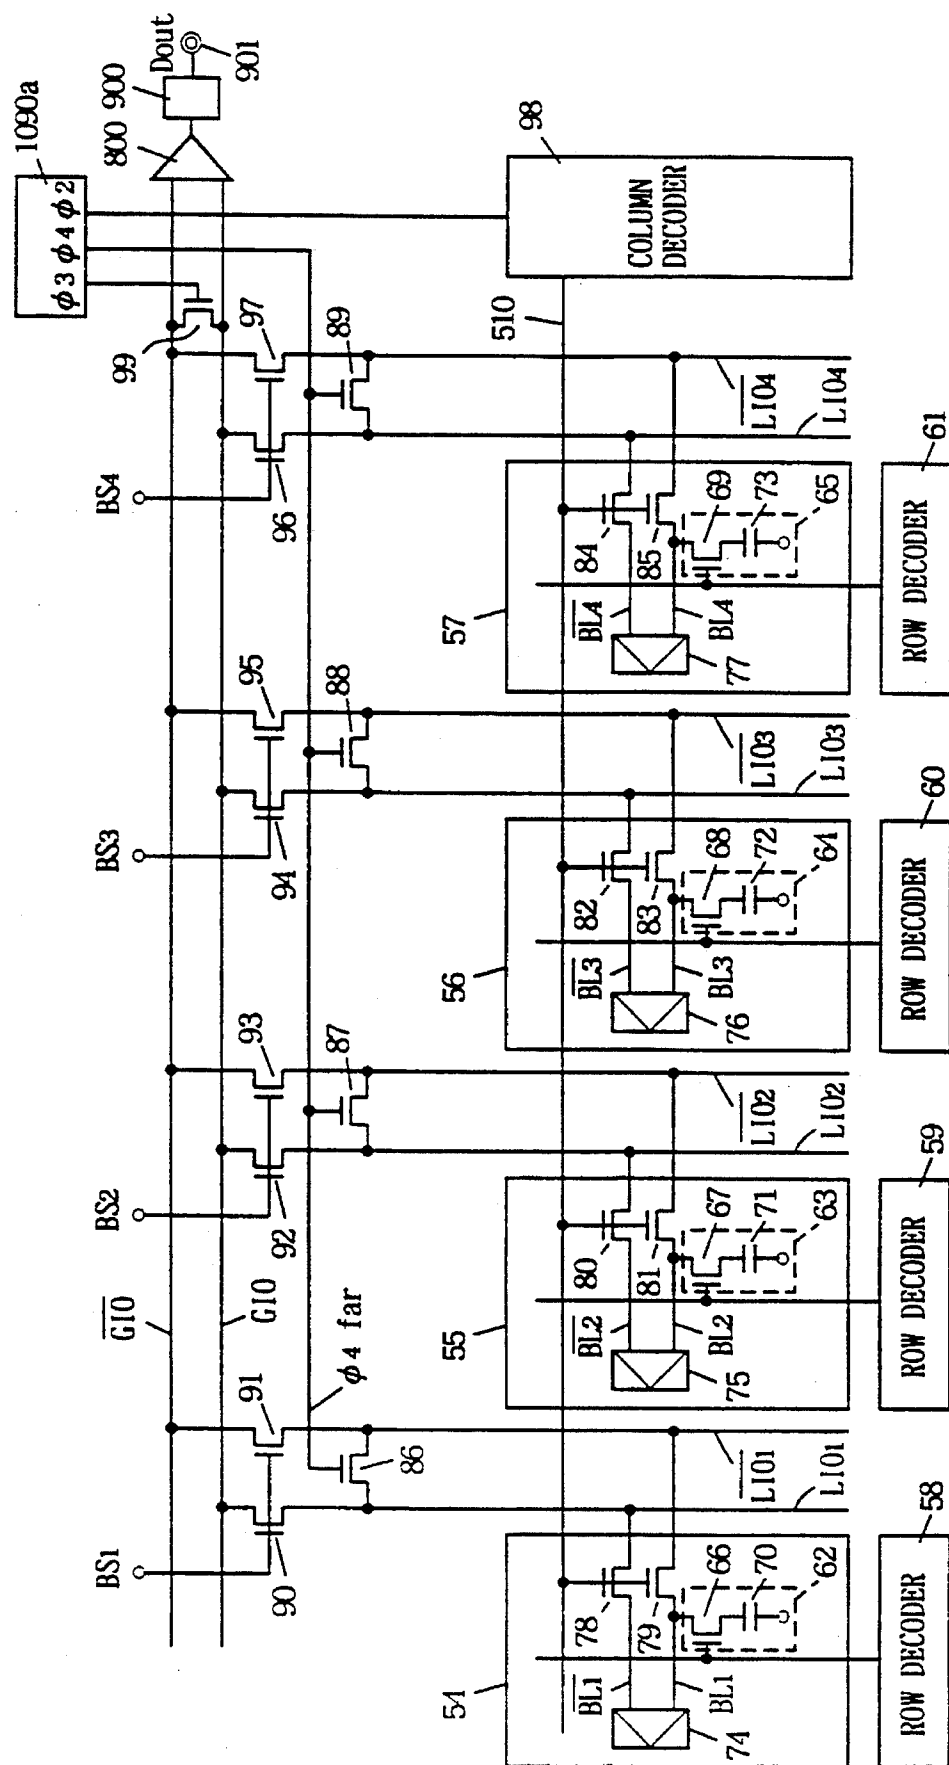 1090a
φ3 φ4 φ2
800 900 Dout
901
99
97
89
BS4
96
98
COLUMN
DECODER
510
LIO4
LIO4
57
84
85
69
73
65
BL4
BL4
77
61
ROW DECODER
95
88
BS3
94
LIO3
LIO3
56
82
83
68
72
64
BL3
BL3
76
60
ROW DECODER
93
87
BS2
92
LIO2
LIO2
55
80
81
67
71
63
BL2
BL2
75
59
ROW DECODER
GIO
GIO
φ4 far
91
86
BS1
90
LIO1
LIO1
54
78
79
66
70
62
BL1
BL1
74
58
ROW DECODER